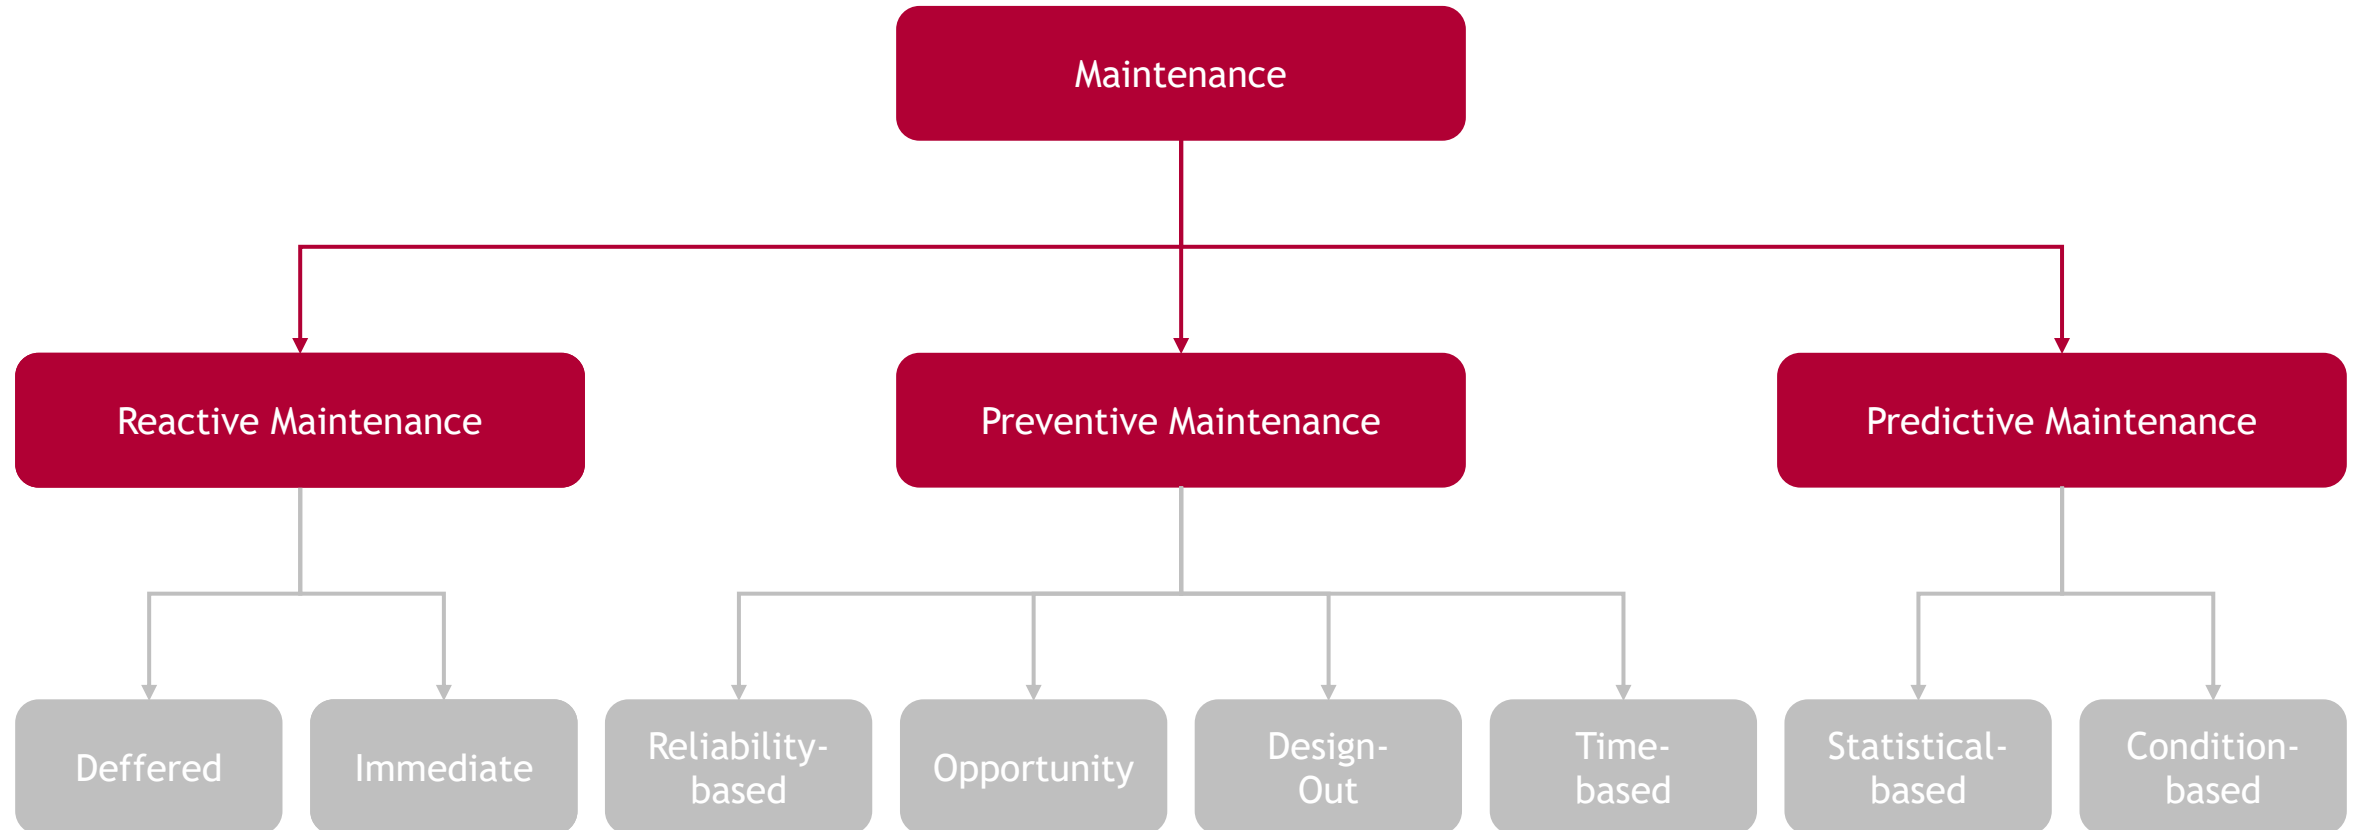 Maintenance
Reactive Maintenance
Preventive Maintenance
Predictive Maintenance
Deffered
Immediate
Reliability-
based
Opportunity
Design-
Out
Time-
based
Statistical-
based
Condition-
based